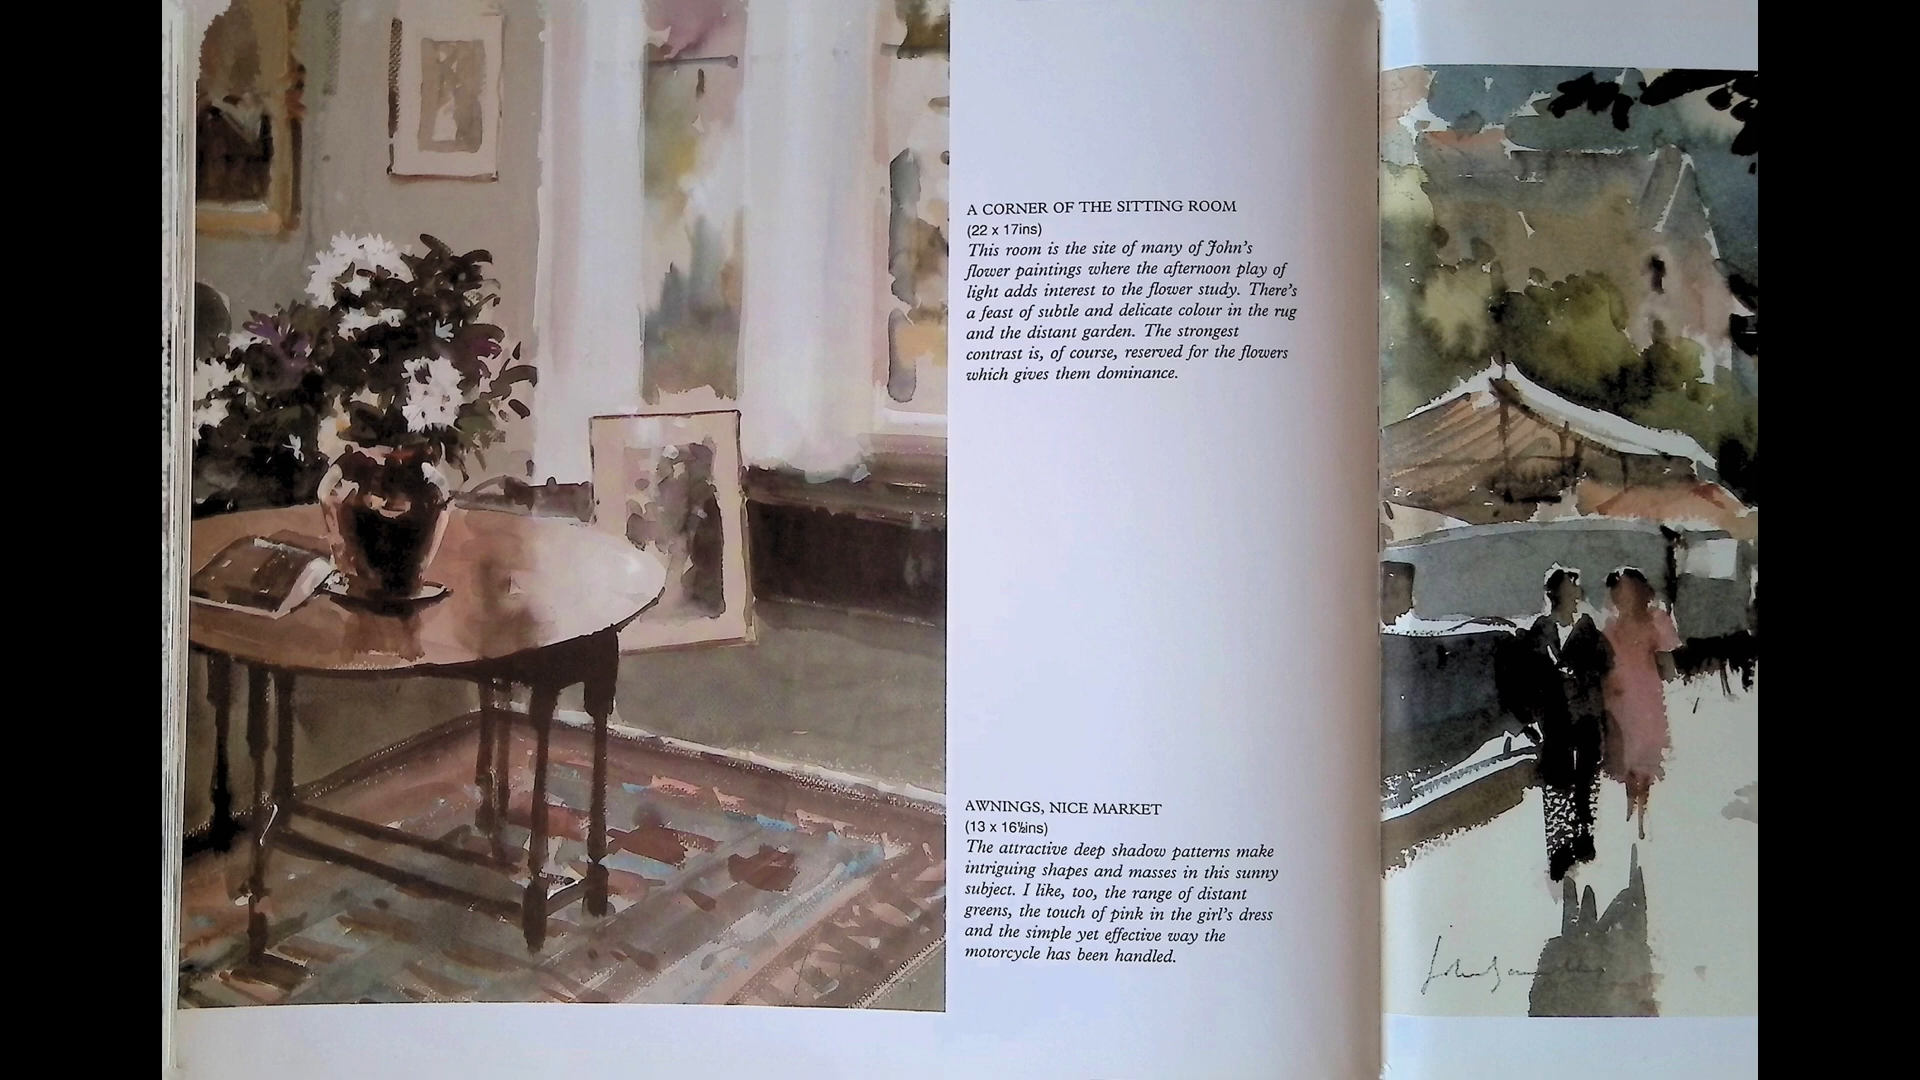 A CORNER OF THE SITTING ROOM
(22 x 17ins)
This room is the site of many of John's
flower paintings where the afternoon play of
light adds interest to the flower study. There's
a feast of subtle and delicate colour in the rug
and the distant garden. The strongest
contrast is, of course, reserved for the flowers
which gives them dominance.
AWNINGS, NICE MARKET
(13 x 16½ins)
The attractive deep shadow patterns make
intriguing shapes and masses in this sunny
subject. I like, too, the range of distant
greens, the touch of pink in the girl's dress
and the simple yet effective way the
motorcycle has been handled.